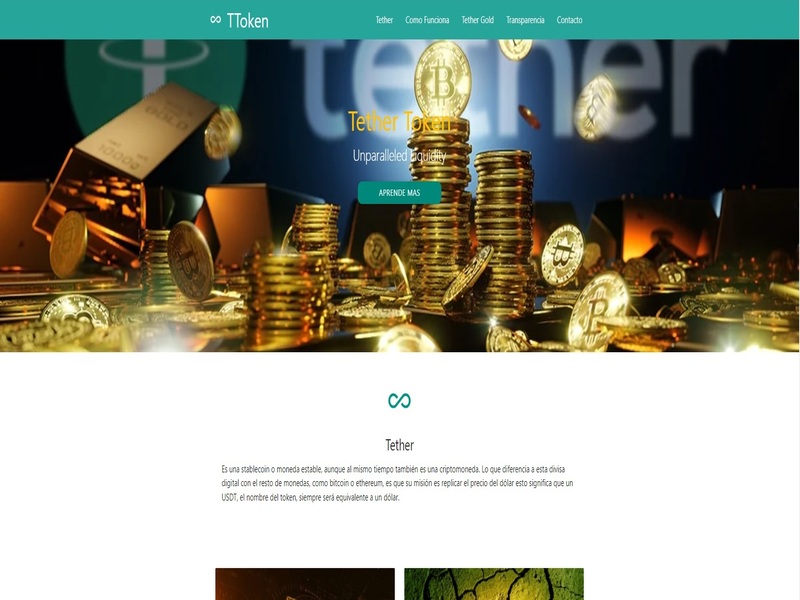 TToken
Tether Como Funciona Tether Gold Transparencia Contacto
tether
GOLD
1000g
Tether Token
Unparalleled Liquidity
APRENDE MAS
Tether
Es una stablecoin o moneda estable, aunque al mismo tiempo también es una criptomoneda. Lo que diferencia a esta divisa
digital con el resto de monedas, como bitcoin o ethereum, es que su misión es replicar el precio del dólar esto significa que un
USDT, el nombre del token, siempre será equivalente a un dólar.